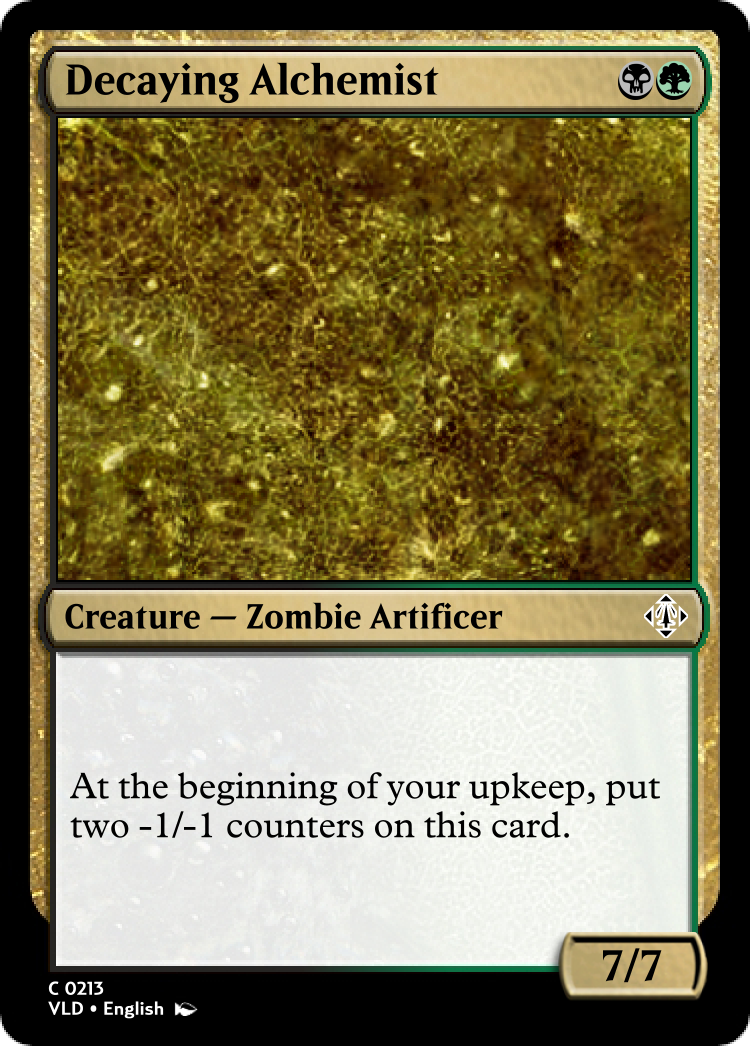 Decaying Alchemist
Creature — Zombie Artificer
At the beginning of your upkeep, put
two -1/-1 counters on this card.
7/7
C 0213
VLD • English